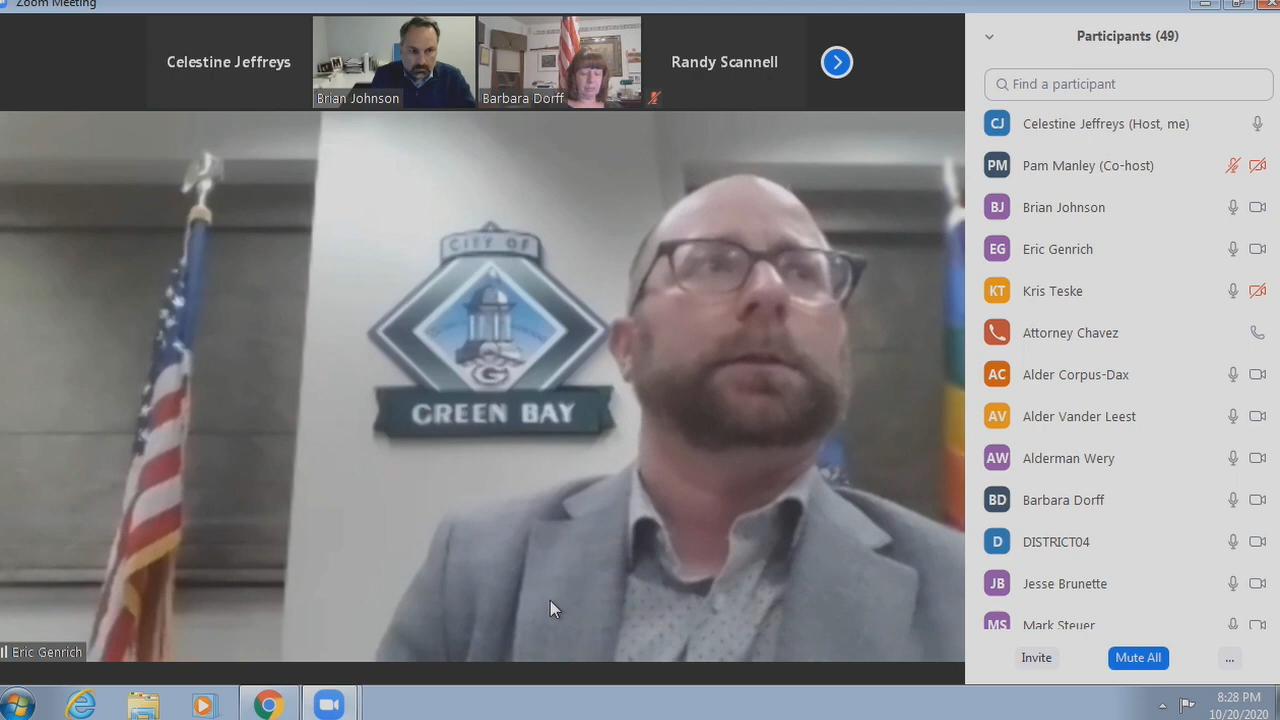 Zoom Meeting
Celestine Jeffreys
Brian Johnson
Barbara Dorff
Randy Scannell
CITY OF
G
GREEN BAY
Eric Genrich
Participants (49)
Find a participant
CJ Celestine Jeffreys (Host, me)
PM Pam Manley (Co-host)
BJ Brian Johnson
EG Eric Genrich
KT Kris Teske
Attorney Chavez
AC Alder Corpus-Dax
AV Alder Vander Leest
AW Alderman Wery
BD Barbara Dorff
D DISTRICT04
JB Jesse Brunette
MS Mark Steuer
Invite
Mute All
...
8:28 PM
10/20/2020